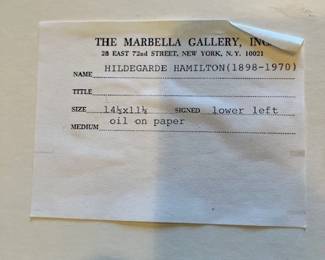 THE MARBELLA GALLERY, INC.
28 EAST 72nd STREET, NEW YORK, N.Y. 10021
NAME HILDEGARDE HAMILTON(1898-1970)
TITLE
SIZE 14½x11¼ SIGNED lower left
MEDIUM oil on paper